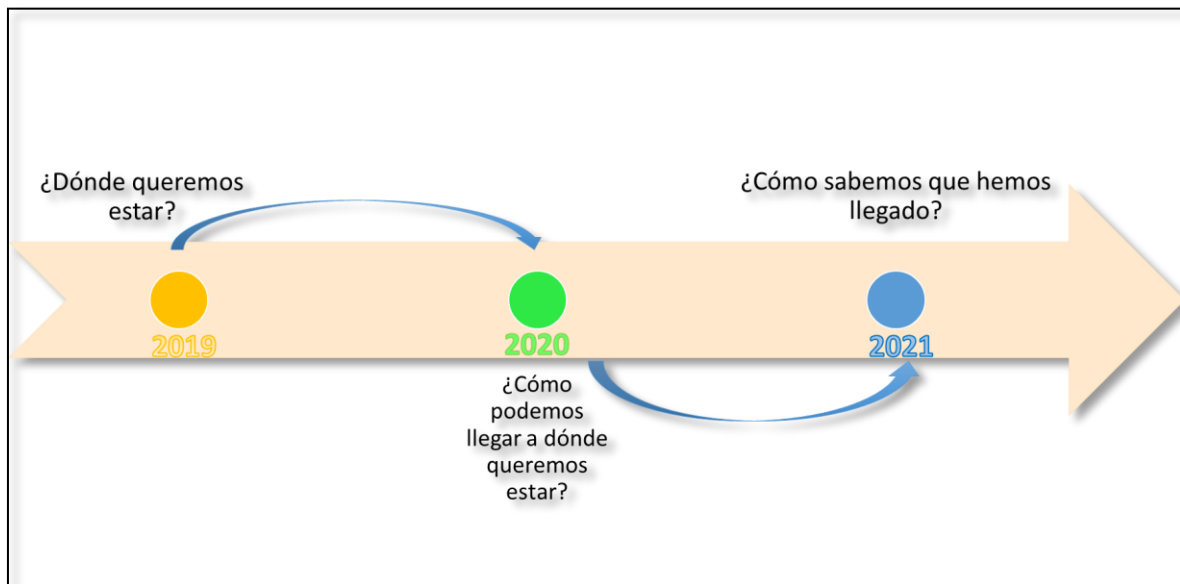 ¿Dónde queremos
estar?
¿Cómo sabemos que hemos
llegado?
2019
2020
2021
¿Cómo
podemos
llegar a dónde
queremos
estar?